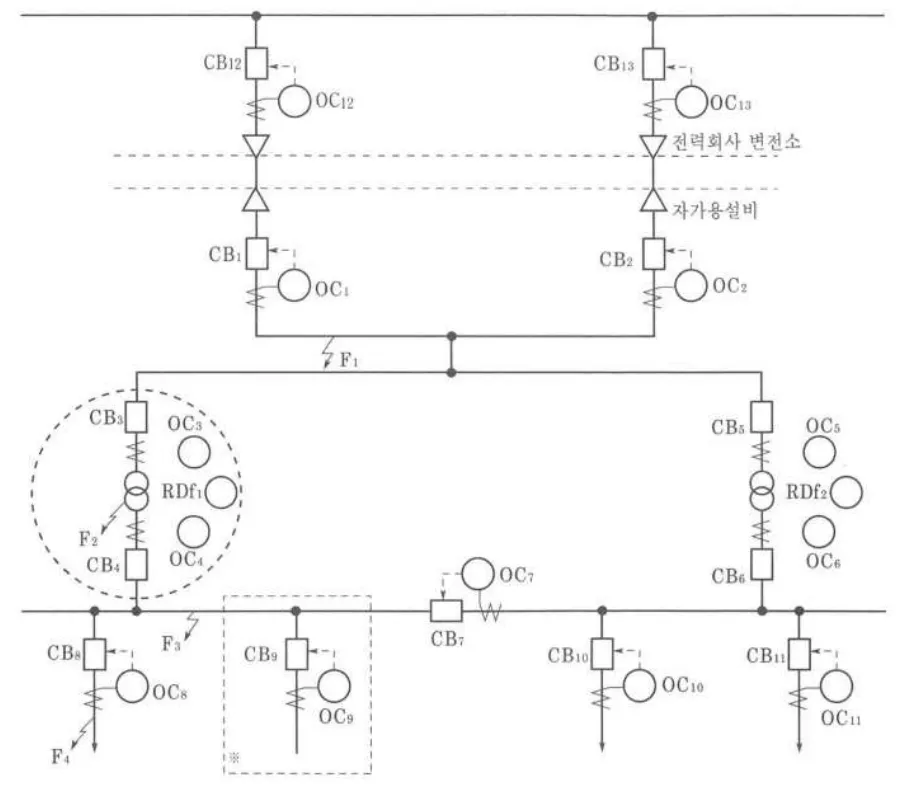 CB12
OC12
CB13
OC13
전력회사 변전소
자가용설비
CB1
OC1
CB2
OC2
F1
CB3
OC3
RDf1
F2
OC4
CB4
CB5
OC5
RDf2
OC6
CB6
OC7
CB7
F3
CB8
OC8
F4
CB9
OC9
※
CB10
OC10
CB11
OC11